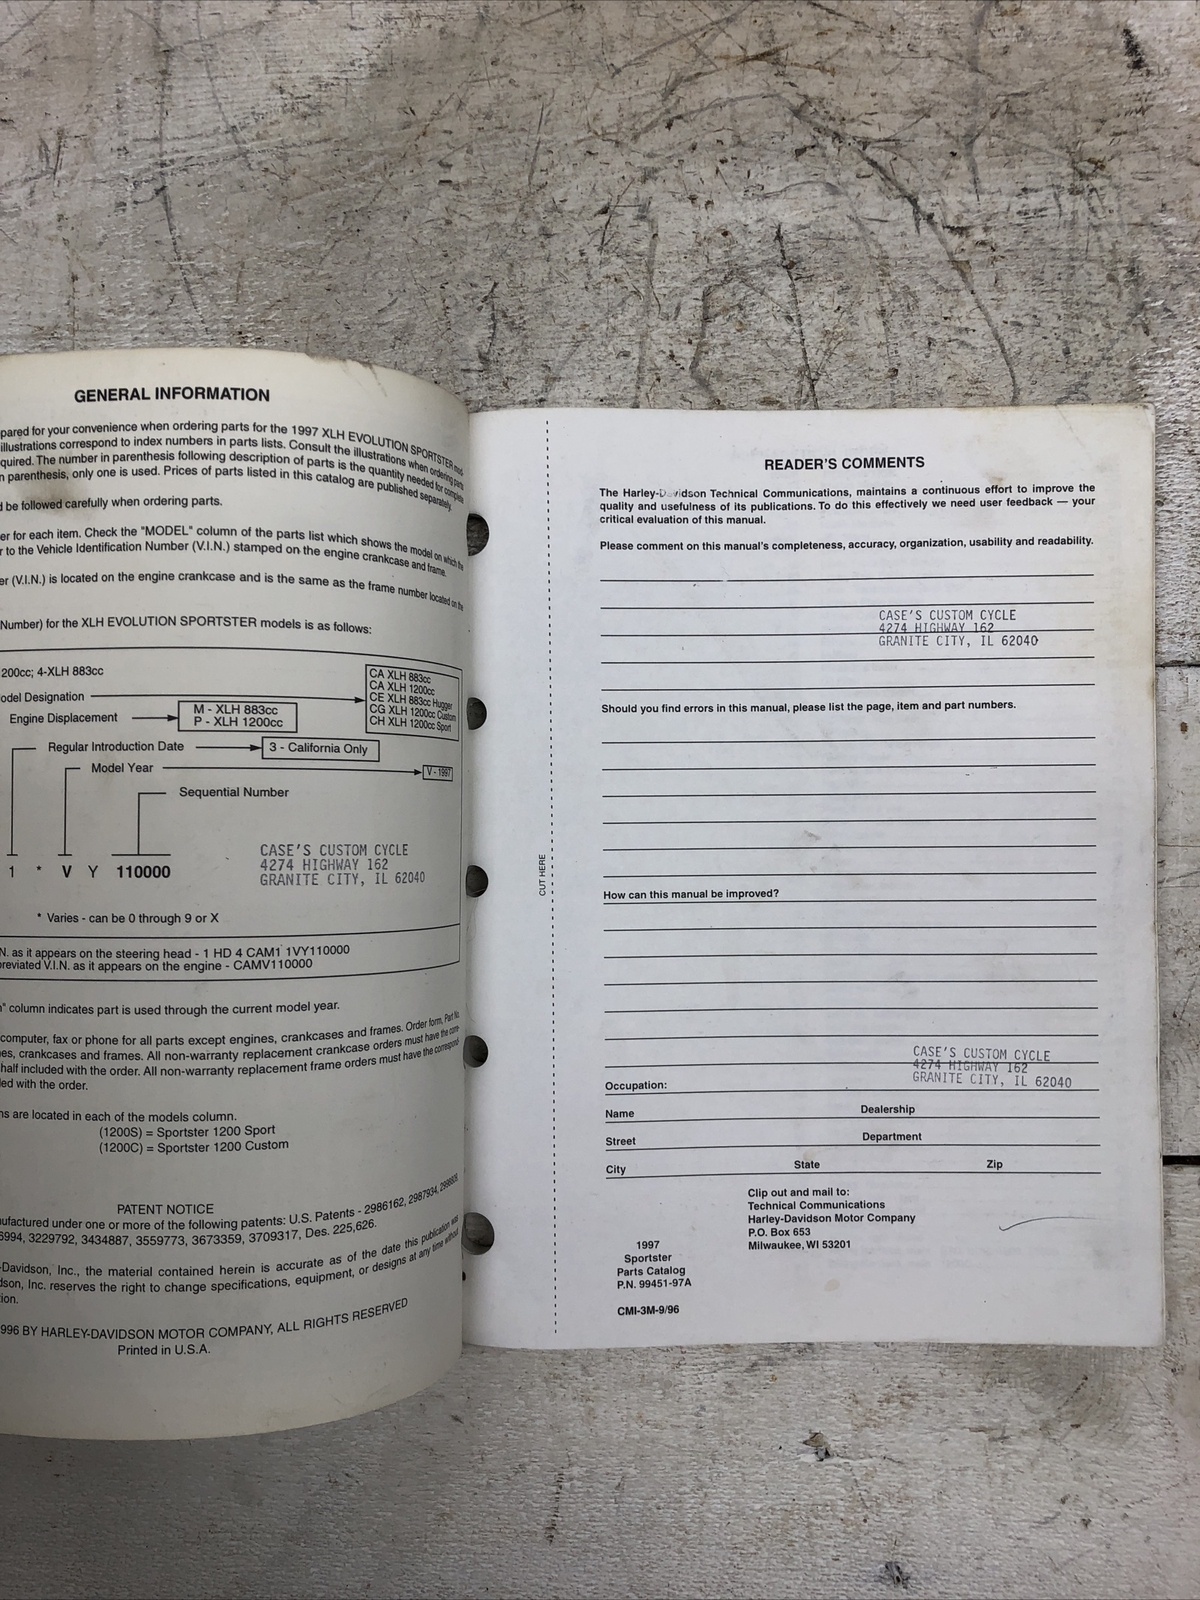 GENERAL INFORMATION
pared for your convenience when ordering parts for the 1997 XLH EVOLUTION SPORTSTER
illustrations correspond to index numbers in parts lists. Consult the illustrations when ordering parts
quired. The number in parenthesis following description of parts is the quantity needed for complete
n parenthesis, only one is used. Prices of parts listed in this catalog are published separately.
d be followed carefully when ordering parts.
er for each item. Check the "MODEL" column of the parts list which shows the model on which the
r to the Vehicle Identification Number (V.I.N.) stamped on the engine crankcase and frame.
er (V.I.N.) is located on the engine crankcase and is the same as the frame number located on the
Number) for the XLH EVOLUTION SPORTSTER models is as follows:
200cc; 4-XLH 883cc
odel Designation
CA XLH 883cc
CA XLH 1200cc
CE XLH 883cc Hugger
CG XLH 1200cc Custom
CH XLH 1200cc Sport
Engine Displacement
M - XLH 883cc
P - XLH 1200cc
Regular Introduction Date
3 - California Only
Model Year
V - 1997
Sequential Number
1 * V Y 110000
CASE'S CUSTOM CYCLE
4274 HIGHWAY 162
GRANITE CITY, IL 62040
* Varies - can be 0 through 9 or X
N. as it appears on the steering head - 1 HD 4 CAM1 1VY110000
breviated V.I.N. as it appears on the engine - CAMV110000
" column indicates part is used through the current model year.
computer, fax or phone for all parts except engines, crankcases and frames. Order form, Part No.
es, crankcases and frames. All non-warranty replacement crankcase orders must have the
half included with the order. All non-warranty replacement frame orders must have the
ed with the order.
ns are located in each of the models column.
(1200S) = Sportster 1200 Sport
(1200C) = Sportster 1200 Custom
PATENT NOTICE
ufactured under one or more of the following patents: U.S. Patents - 2986162, 2987934,
6994, 3229792, 3434887, 3559773, 3673359, 3709317, Des. 225,626.
-Davidson, Inc., the material contained herein is accurate as of the date this publication was
dson, Inc. reserves the right to change specifications, equipment, or designs at any time without
tion.
996 BY HARLEY-DAVIDSON MOTOR COMPANY, ALL RIGHTS RESERVED
Printed in U.S.A.
CUT HERE
READER'S COMMENTS
The Harley-Davidson Technical Communications, maintains a continuous effort to improve the
quality and usefulness of its publications. To do this effectively we need user feedback — your
critical evaluation of this manual.
Please comment on this manual's completeness, accuracy, organization, usability and readability.
CASE'S CUSTOM CYCLE
4274 HIGHWAY 162
GRANITE CITY, IL 62040
Should you find errors in this manual, please list the page, item and part numbers.
How can this manual be improved?
CASE'S CUSTOM CYCLE
4274 HIGHWAY 162
GRANITE CITY, IL 62040
Occupation:
Name Dealership
Street Department
City State Zip
Clip out and mail to:
Technical Communications
Harley-Davidson Motor Company
P.O. Box 653
Milwaukee, WI 53201
1997
Sportster
Parts Catalog
P.N. 99451-97A
CMI-3M-9/96